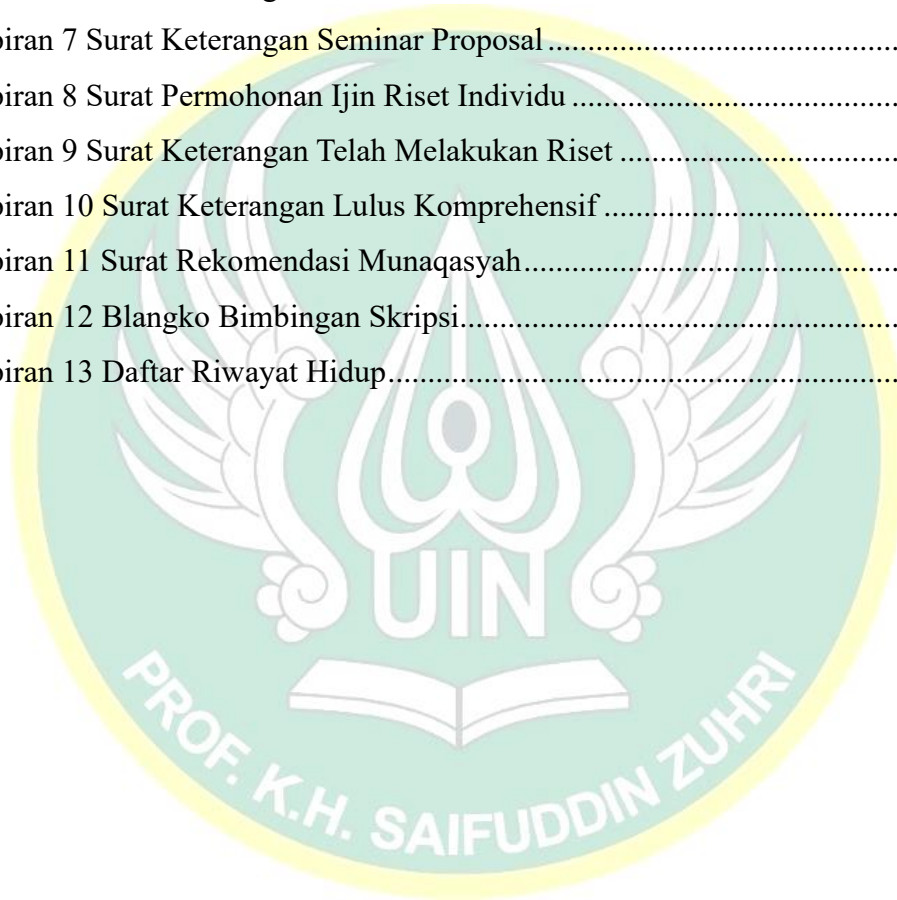 piran 7 Surat Keterangan Seminar Proposal
piran 8 Surat Permohonan Ijin Riset Individu
piran 9 Surat Keterangan Telah Melakukan Riset
piran 10 Surat Keterangan Lulus Komprehensif
piran 11 Surat Rekomendasi Munaqasyah
piran 12 Blangko Bimbingan Skripsi
piran 13 Daftar Riwayat Hidup
UIN
PROF. K.H. SAIFUDDIN ZUHRI